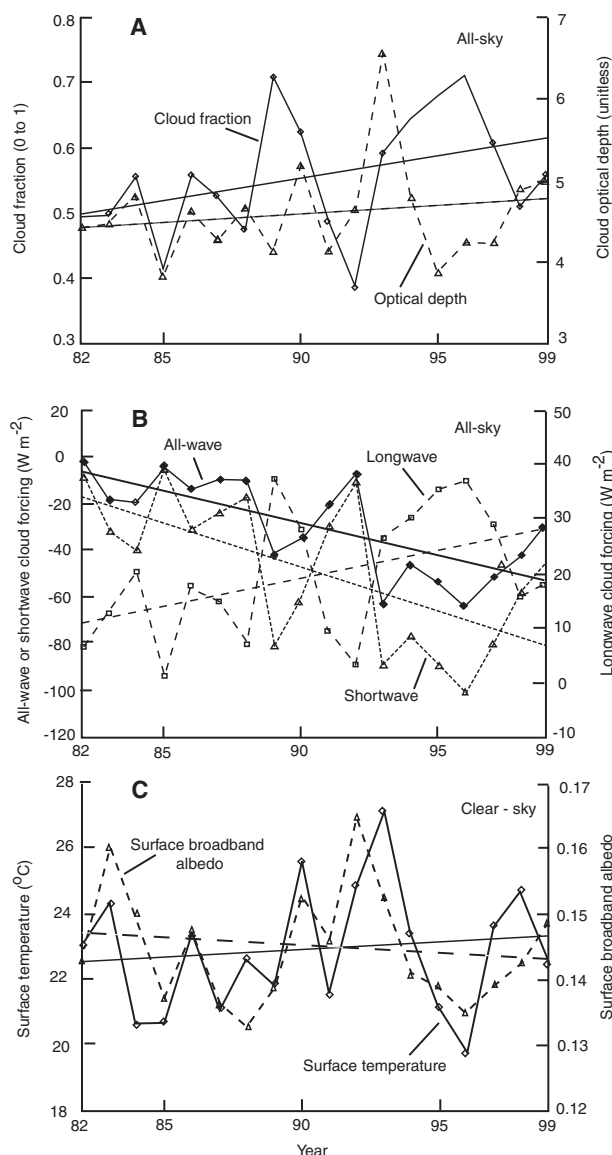 A
All-sky
Cloud fraction (0 to 1)
0.8
0.7
0.6
0.5
0.4
0.3
Cloud fraction
Optical depth
7
6
5
4
3
Cloud optical depth (unitless)
82
85
90
95
99
B
All-sky
All-wave or shortwave cloud forcing (W m-2)
20
0
-20
-40
-60
-80
-100
-120
All-wave
Longwave
Shortwave
50
40
30
20
10
0
-10
Longwave cloud forcing (W m-2)
82
85
90
95
99
C
Clear - sky
Surface temperature (°C)
28
26
24
22
20
18
Surface broadband
albedo
Surface temperature
0.17
0.16
0.15
0.14
0.13
0.12
Surface broadband albedo
82
85
90
95
99
Year